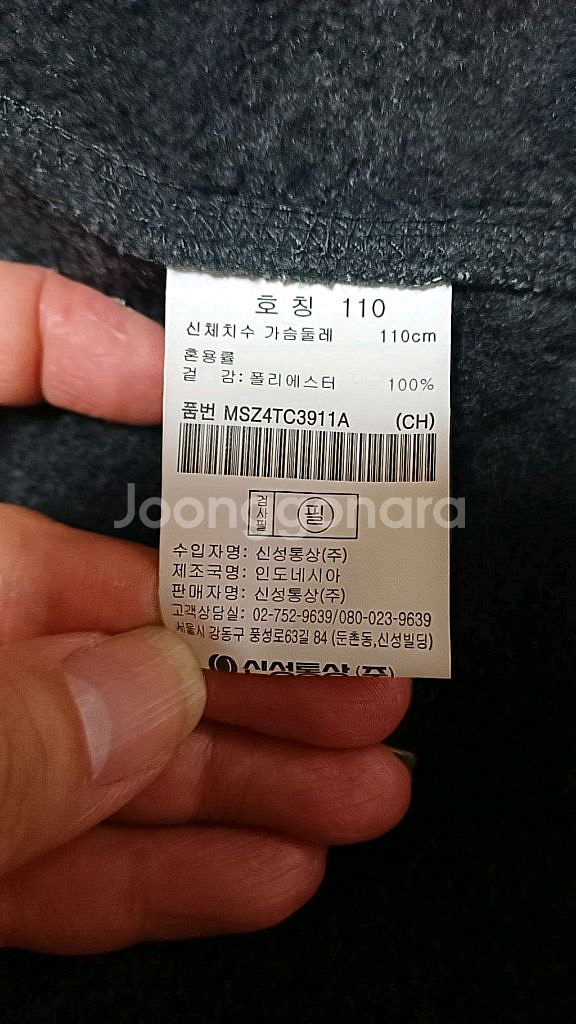 호 칭 110
신체치수 가슴둘레 110cm
혼용률
겉 감: 폴리에스터 100%
품번 MSZ4TC3911A (CH)
Joonggonara
검사필 필
수입자명: 신성통상(주)
제조국명: 인도네시아
판매자명: 신성통상(주)
고객상담실: 02-752-9639/080-023-9639
서울시 강동구 풍성로63길 84 (둔촌동,신성빌딩)
신성통상(주)